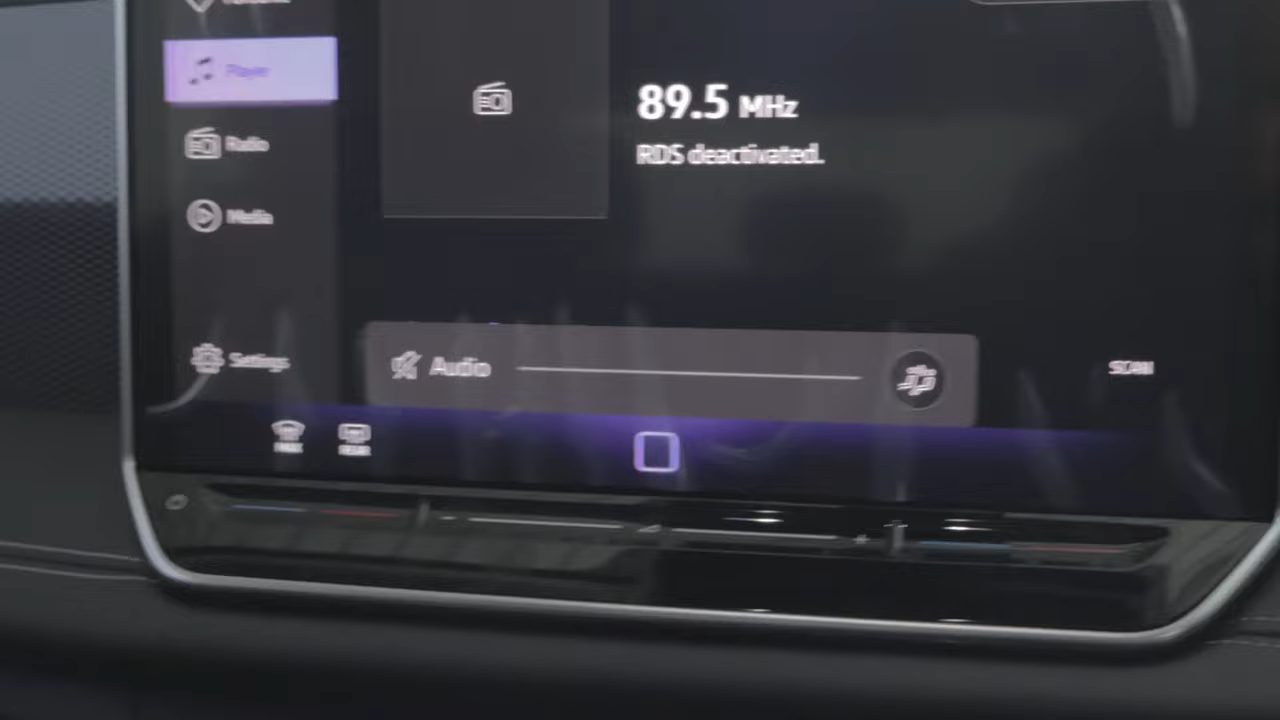 Player
89.5 MHz
RDS deactivated.
Radio
Media
Settings
Audio
SCAN
MAX
REAR